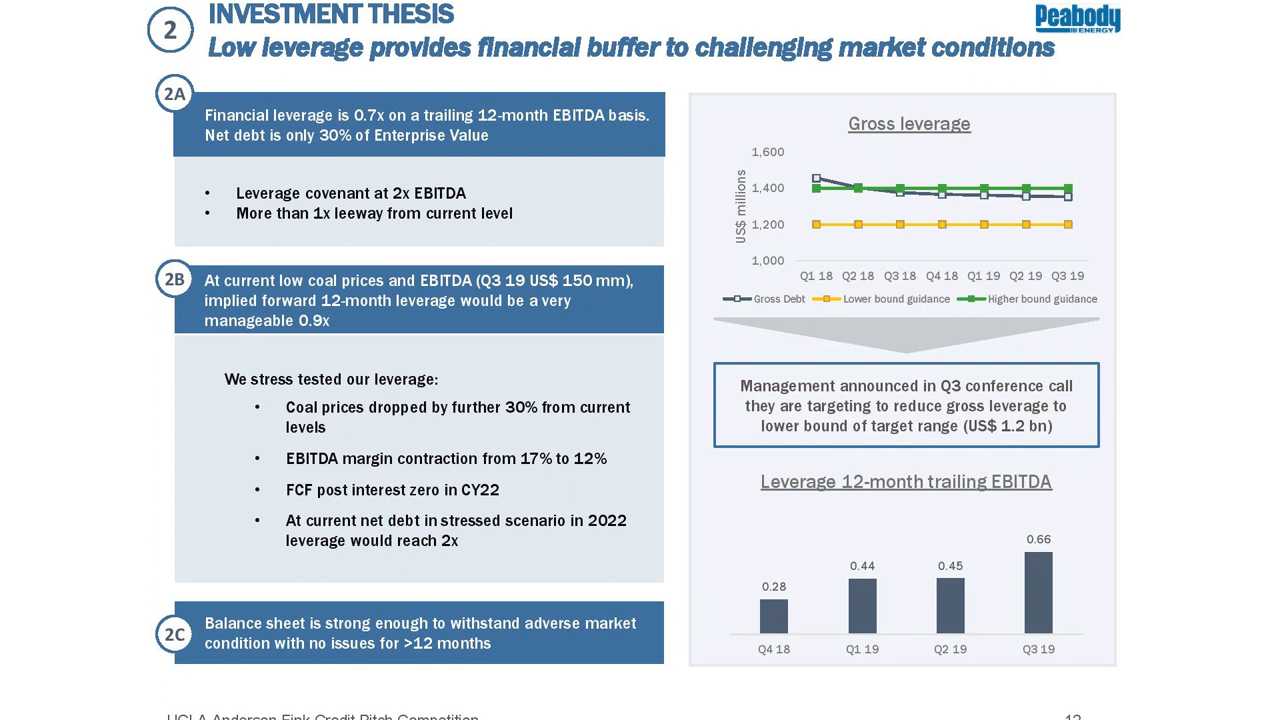 2
INVESTMENT THESIS
Low leverage provides financial buffer to challenging market conditions
Peabody
ENERGY
2A
Financial leverage is 0.7x on a trailing 12-month EBITDA basis.
Net debt is only 30% of Enterprise Value
• Leverage covenant at 2x EBITDA
• More than 1x leeway from current level
2B
At current low coal prices and EBITDA (Q3 19 US$ 150 mm),
implied forward 12-month leverage would be a very
manageable 0.9x
We stress tested our leverage:
• Coal prices dropped by further 30% from current
levels
• EBITDA margin contraction from 17% to 12%
• FCF post interest zero in CY22
• At current net debt in stressed scenario in 2022
leverage would reach 2x
2C
Balance sheet is strong enough to withstand adverse market
condition with no issues for >12 months
Gross leverage
US$ millions
1,600
1,400
1,200
1,000
Q1 18 Q2 18 Q3 18 Q4 18 Q1 19 Q2 19 Q3 19
Gross Debt Lower bound guidance Higher bound guidance
Management announced in Q3 conference call
they are targeting to reduce gross leverage to
lower bound of target range (US$ 1.2 bn)
Leverage 12-month trailing EBITDA
0.28 0.44 0.45 0.66
Q4 18 Q1 19 Q2 19 Q3 19
UCLA Anderson Fink Credit Pitch Competition
12